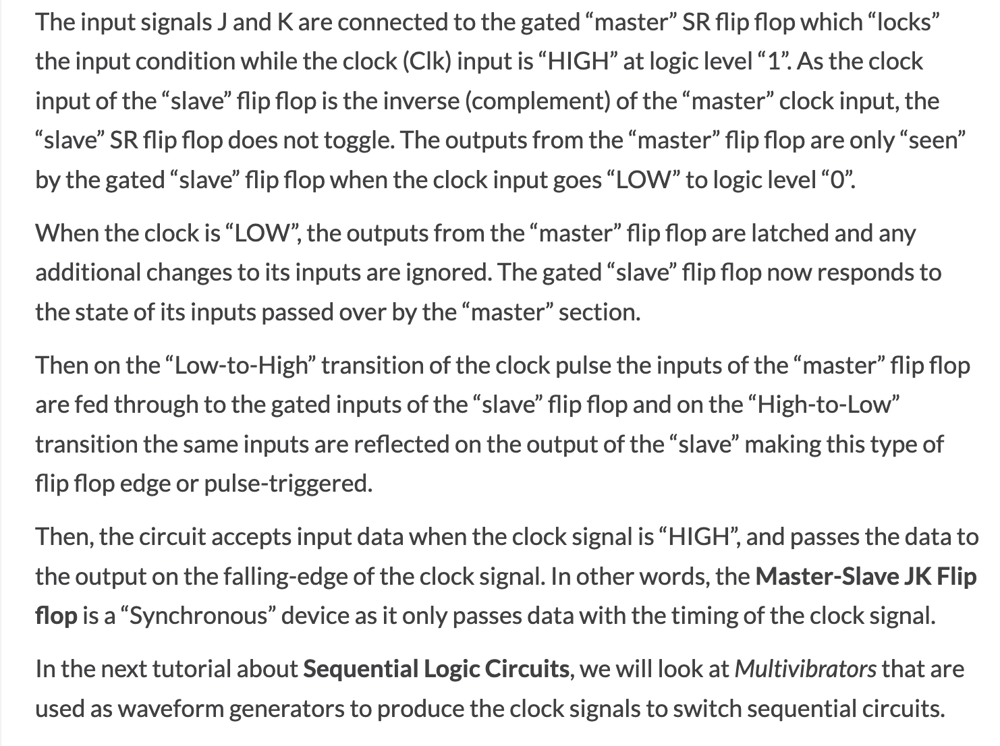 The input signals J and K are connected to the gated “master” SR flip flop which “locks”
the input condition while the clock (Clk) input is “HIGH” at logic level “1”. As the clock
input of the “slave” flip flop is the inverse (complement) of the “master” clock input, the
“slave” SR flip flop does not toggle. The outputs from the “master” flip flop are only “seen”
by the gated “slave” flip flop when the clock input goes “LOW” to logic level “0”.
When the clock is “LOW”, the outputs from the “master” flip flop are latched and any
additional changes to its inputs are ignored. The gated “slave” flip flop now responds to
the state of its inputs passed over by the “master” section.
Then on the “Low-to-High” transition of the clock pulse the inputs of the “master” flip flop
are fed through to the gated inputs of the “slave” flip flop and on the “High-to-Low”
transition the same inputs are reflected on the output of the “slave” making this type of
flip flop edge or pulse-triggered.
Then, the circuit accepts input data when the clock signal is “HIGH”, and passes the data to
the output on the falling-edge of the clock signal. In other words, the Master-Slave JK Flip
flop is a “Synchronous” device as it only passes data with the timing of the clock signal.
In the next tutorial about Sequential Logic Circuits, we will look at Multivibrators that are
used as waveform generators to produce the clock signals to switch sequential circuits.